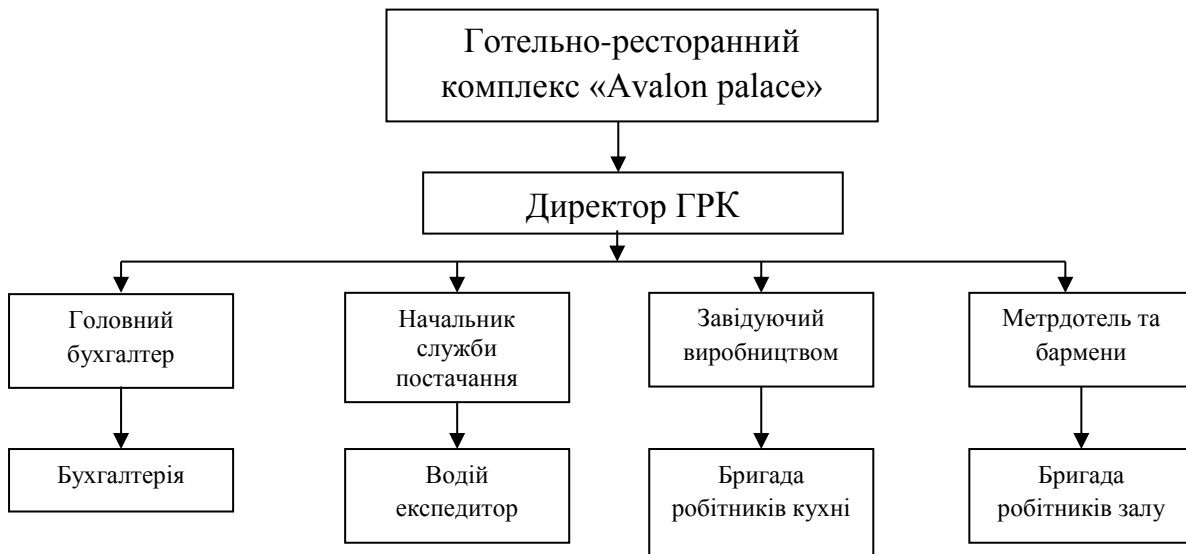 Готельно-ресторанний
комплекс «Avalon palace»
Директор ГРК
Головний
бухгалтер
Начальник
служби
постачання
Завідуючий
виробництвом
Метрдотель та
бармени
Бухгалтерія
Водій
експедитор
Бригада
робітників кухні
Бригада
робітників залу